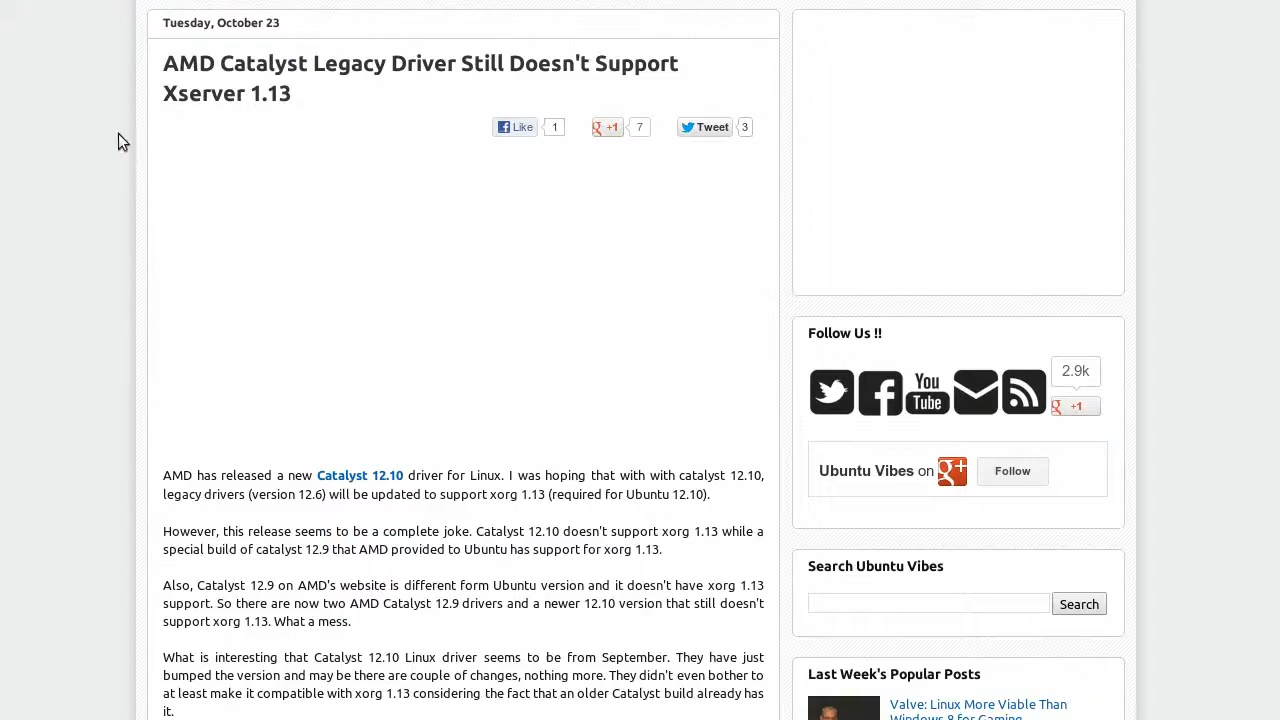 Tuesday, October 23
AMD Catalyst Legacy Driver Still Doesn't Support
Xserver 1.13
Like 1 +1 7 Tweet 3
AMD has released a new Catalyst 12.10 driver for Linux. I was hoping that with with catalyst 12.10,
legacy drivers (version 12.6) will be updated to support xorg 1.13 (required for Ubuntu 12.10).
However, this release seems to be a complete joke. Catalyst 12.10 doesn't support xorg 1.13 while a
special build of catalyst 12.9 that AMD provided to Ubuntu has support for xorg 1.13.
Also, Catalyst 12.9 on AMD's website is different form Ubuntu version and it doesn't have xorg 1.13
support. So there are now two AMD Catalyst 12.9 drivers and a newer 12.10 version that still doesn't
support xorg 1.13. What a mess.
What is interesting that Catalyst 12.10 Linux driver seems to be from September. They have just
bumped the version and may be there are couple of changes, nothing more. They didn't even bother to
at least make it compatible with xorg 1.13 considering the fact that an older Catalyst build already has
it.
Follow Us !!
You
Tube
2.9k
g +1
Ubuntu Vibes on g+ Follow
Search Ubuntu Vibes
Search
Last Week's Popular Posts
Valve: Linux More Viable Than
Windows 8 for Gaming